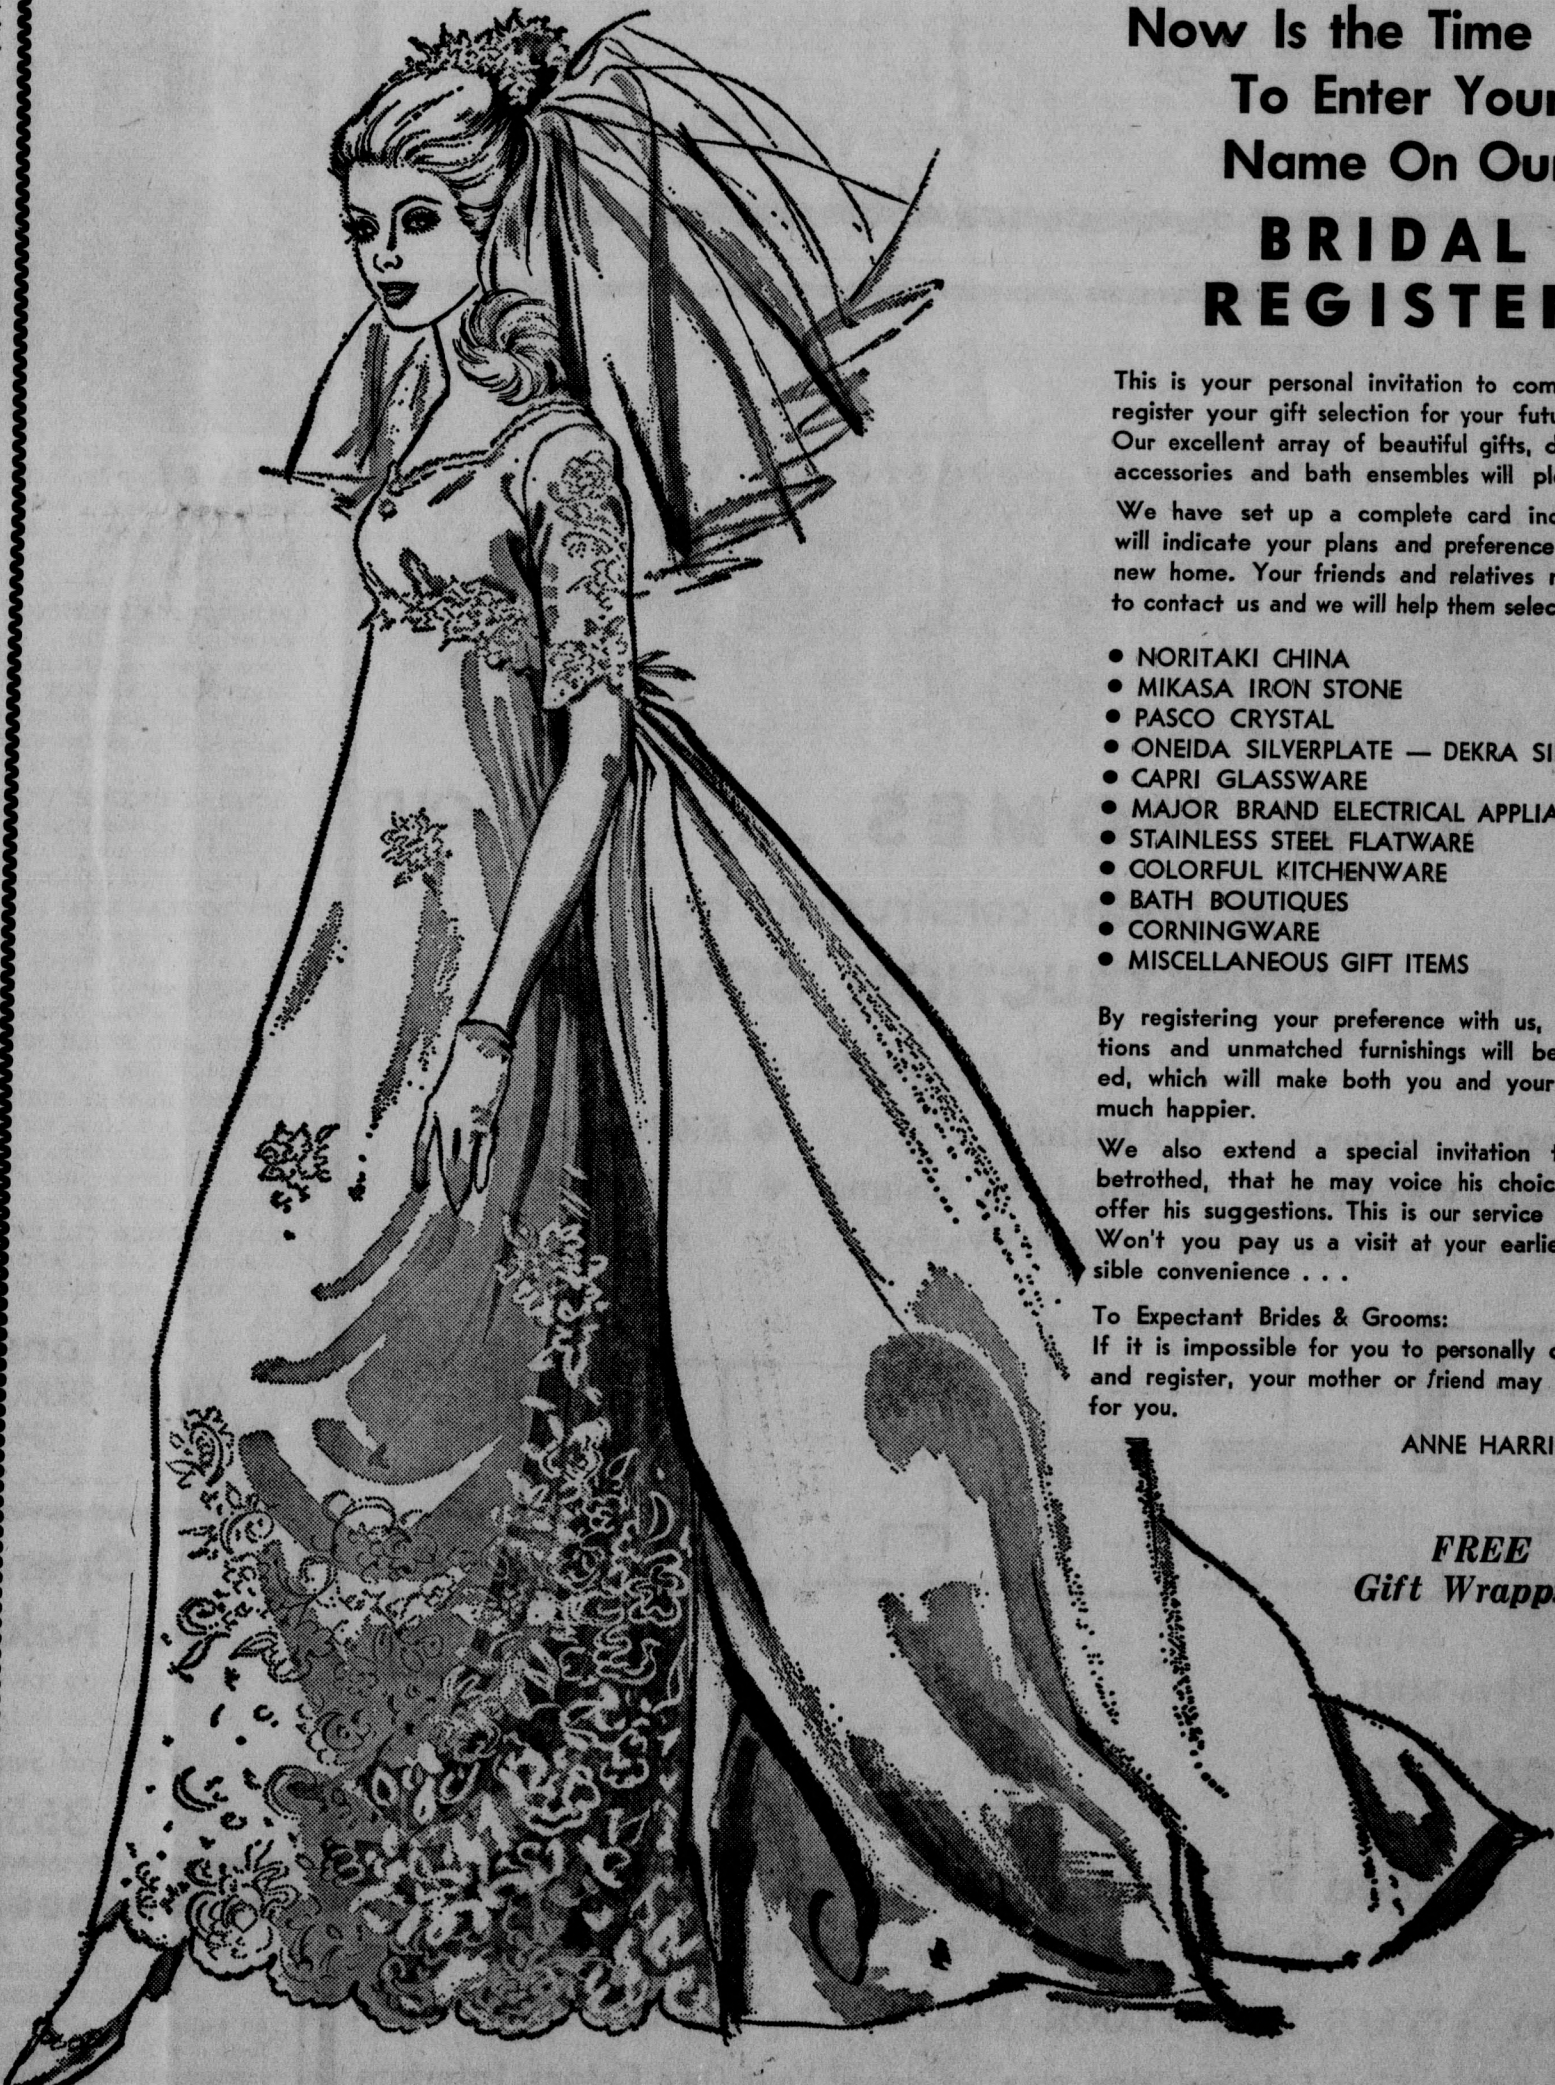 Now Is the Time
To Enter Your
Name On Our
BRIDAL
REGISTER
This is your personal invitation to com
register your gift selection for your futu
Our excellent array of beautiful gifts,
accessories and bath ensembles will pl
We have set up a complete card ind
will indicate your plans and preference
new home. Your friends and relatives
to contact us and we will help them selec
• NORITAKI CHINA
• MIKASA IRON STONE
• PASCO CRYSTAL
• ONEIDA SILVERPLATE — DEKRA SI
• CAPRI GLASSWARE
• MAJOR BRAND ELECTRICAL APPLIA
• STAINLESS STEEL FLATWARE
• COLORFUL KITCHENWARE
• BATH BOUTIQUES
• CORNINGWARE
• MISCELLANEOUS GIFT ITEMS
By registering your preference with us,
tions and unmatched furnishings will be
ed, which will make both you and your
much happier.
We also extend a special invitation
betrothed, that he may voice his choic
offer his suggestions. This is our service
Won't you pay us a visit at your earlie
sible convenience . . .
To Expectant Brides & Grooms:
If it is impossible for you to personally
and register, your mother or friend may
for you.
ANNE HARRI
FREE
Gift Wrapp